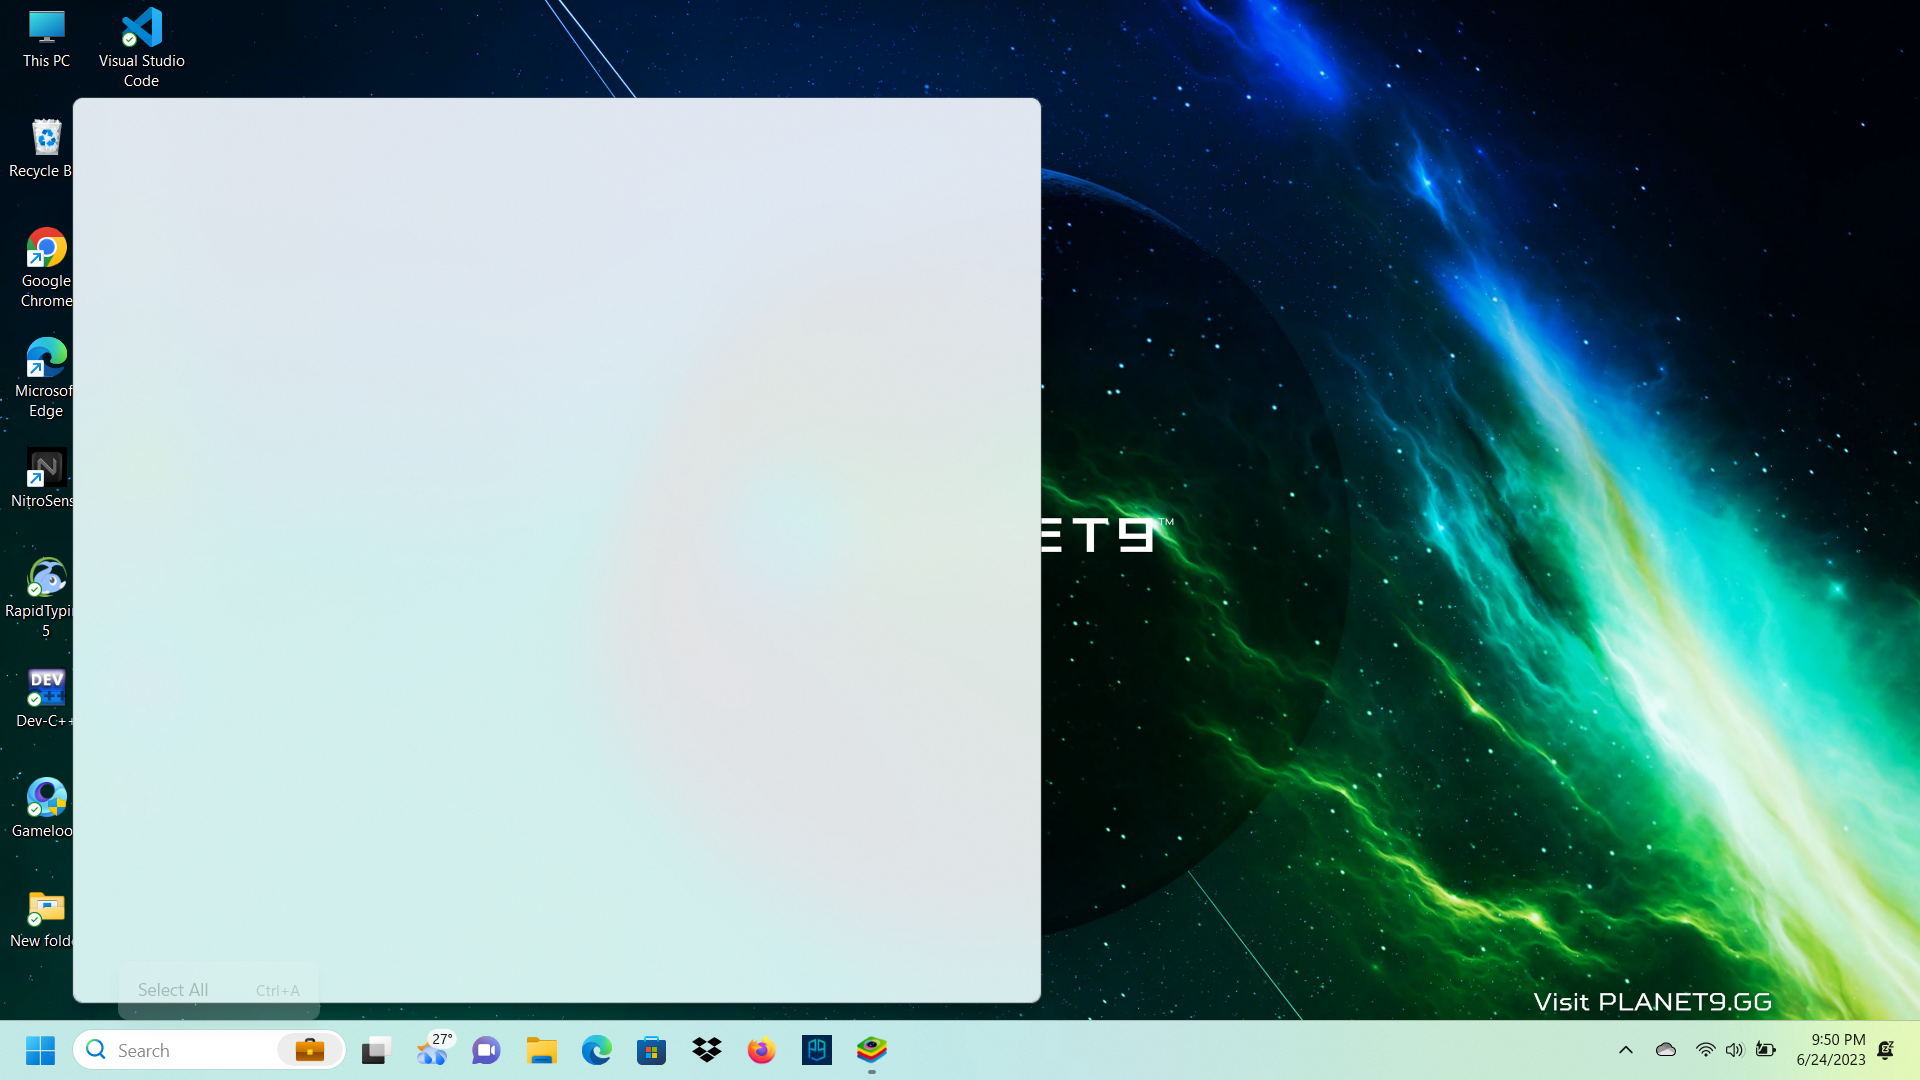 This PC
Visual Studio
Code
Recycle B
Google
Chrome
Microsof
Edge
NitroSens
RapidTypi
5
DEV
Dev-C++
Gameloo
New fold
ET9™
Visit PLANET9.GG
Select All Ctrl+A
Search
27°
9:50 PM
6/24/2023